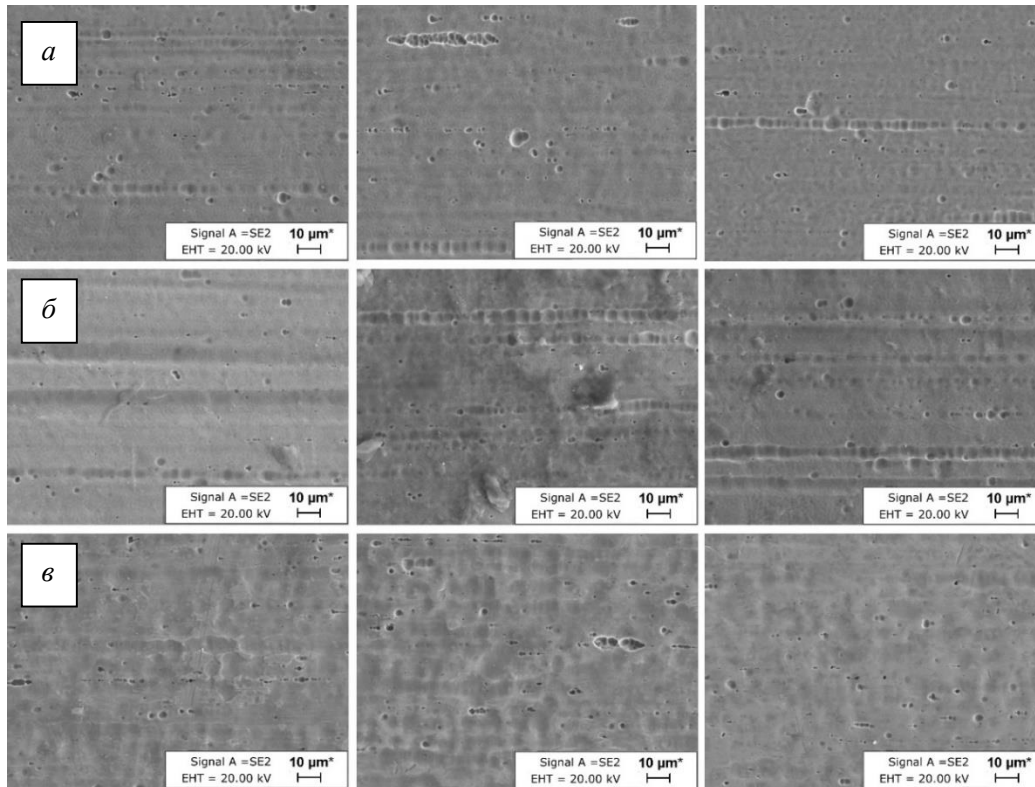 а
Signal A =SE2 10 µm*
EHT = 20.00 kV
Signal A =SE2 10 µm*
EHT = 20.00 kV
Signal A =SE2 10 µm*
EHT = 20.00 kV
б
Signal A =SE2 10 µm*
EHT = 20.00 kV
Signal A =SE2 10 µm*
EHT = 20.00 kV
Signal A =SE2 10 µm*
EHT = 20.00 kV
в
Signal A =SE2 10 µm*
EHT = 20.00 kV
Signal A =SE2 10 µm*
EHT = 20.00 kV
Signal A =SE2 10 µm*
EHT = 20.00 kV